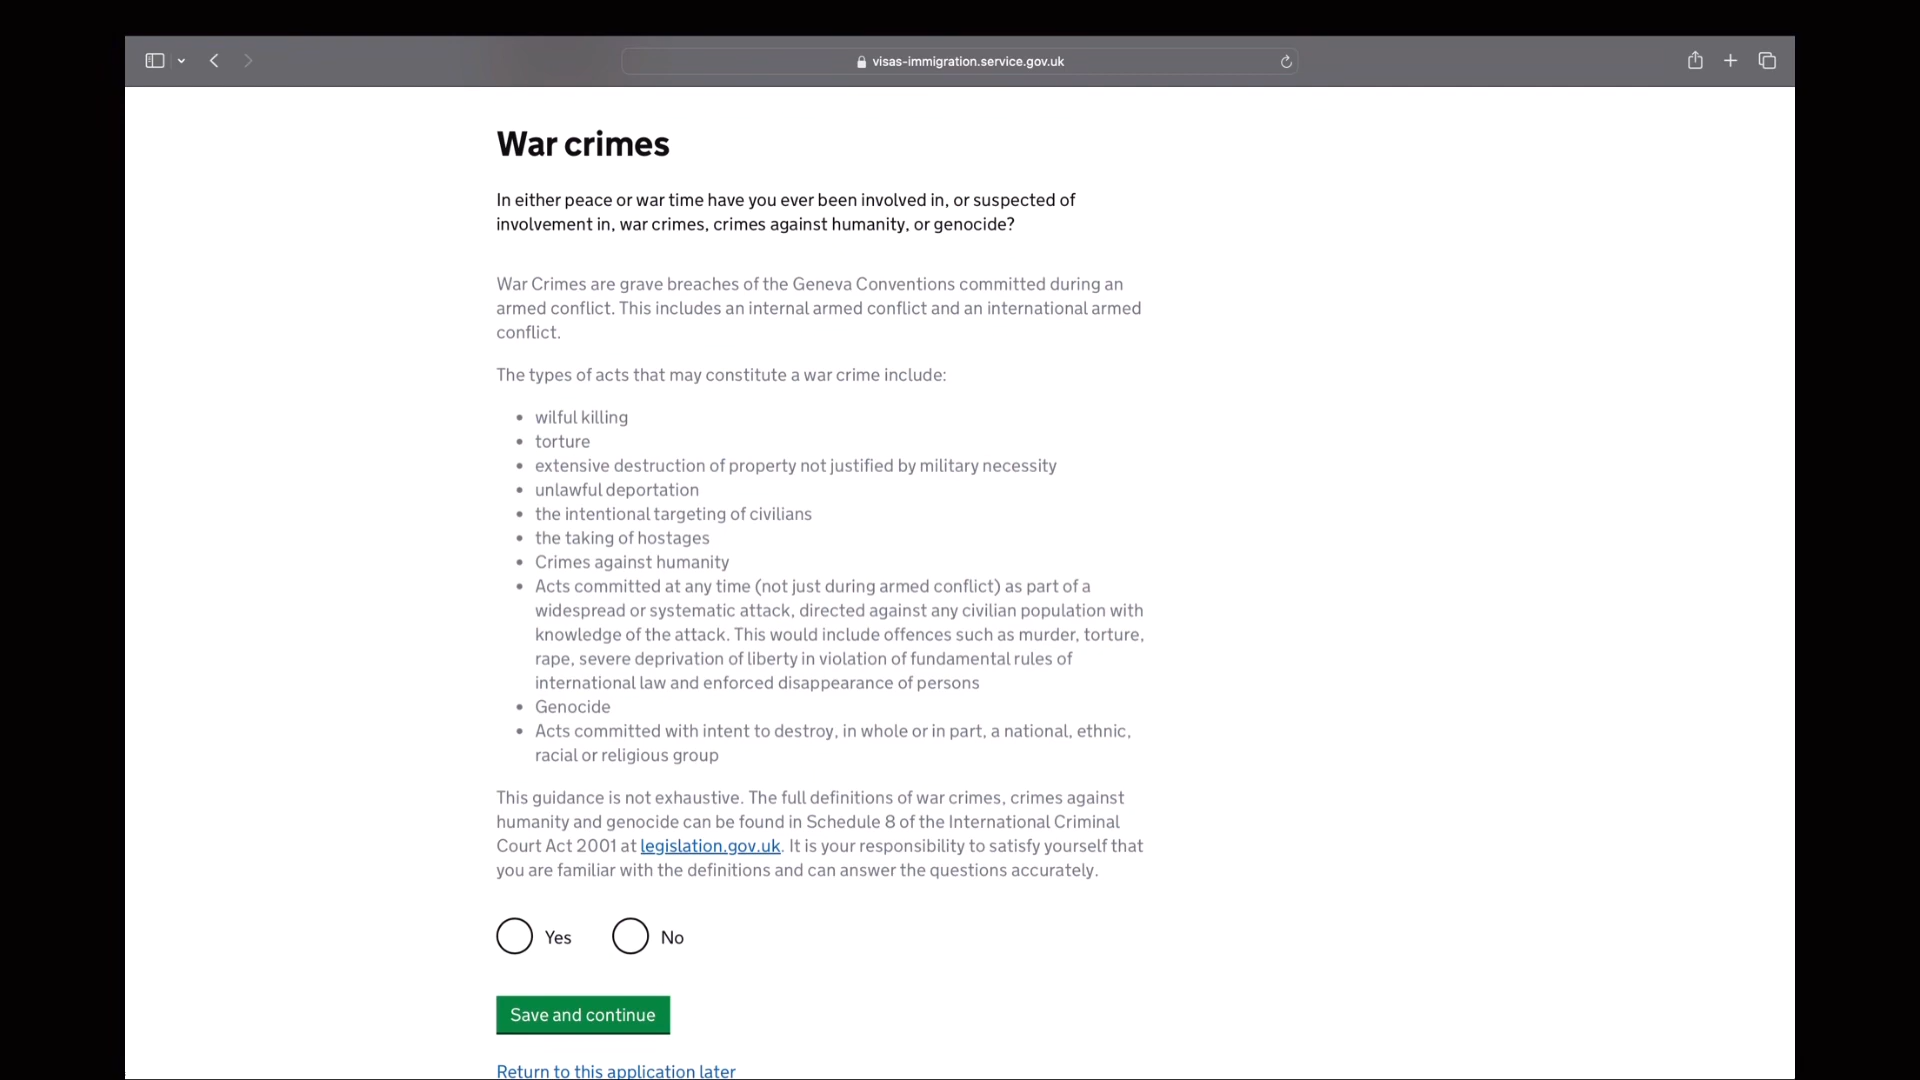 visas-immigration.service.gov.uk
War crimes
In either peace or war time have you ever been involved in, or suspected of
involvement in, war crimes, crimes against humanity, or genocide?
War Crimes are grave breaches of the Geneva Conventions committed during an
armed conflict. This includes an internal armed conflict and an international armed
conflict.
The types of acts that may constitute a war crime include:
• wilful killing
• torture
• extensive destruction of property not justified by military necessity
• unlawful deportation
• the intentional targeting of civilians
• the taking of hostages
• Crimes against humanity
• Acts committed at any time (not just during armed conflict) as part of a
widespread or systematic attack, directed against any civilian population with
knowledge of the attack. This would include offences such as murder, torture,
rape, severe deprivation of liberty in violation of fundamental rules of
international law and enforced disappearance of persons
• Genocide
• Acts committed with intent to destroy, in whole or in part, a national, ethnic,
racial or religious group
This guidance is not exhaustive. The full definitions of war crimes, crimes against
humanity and genocide can be found in Schedule 8 of the International Criminal
Court Act 2001 at legislation.gov.uk. It is your responsibility to satisfy yourself that
you are familiar with the definitions and can answer the questions accurately.
Yes No
Save and continue
Return to this application later